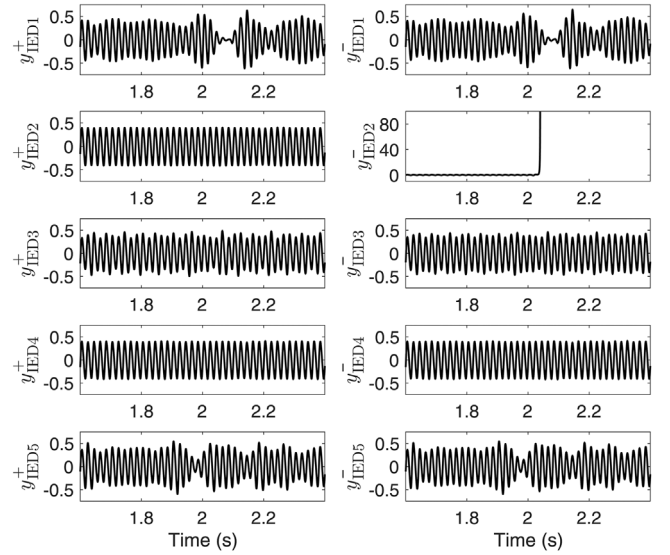 y⁺IED1 0.5 0 -0.5 1.8 2 2.2
y⁻IED1 0.5 0 -0.5 1.8 2 2.2
y⁺IED2 0.5 0 -0.5 1.8 2 2.2
y⁻IED2 80 40 0 1.8 2 2.2
y⁺IED3 0.5 0 -0.5 1.8 2 2.2
y⁻IED3 0.5 0 -0.5 1.8 2 2.2
y⁺IED4 0.5 0 -0.5 1.8 2 2.2
y⁻IED4 0.5 0 -0.5 1.8 2 2.2
y⁺IED5 0.5 0 -0.5 1.8 2 2.2
Time (s)
y⁻IED5 0.5 0 -0.5 1.8 2 2.2
Time (s)